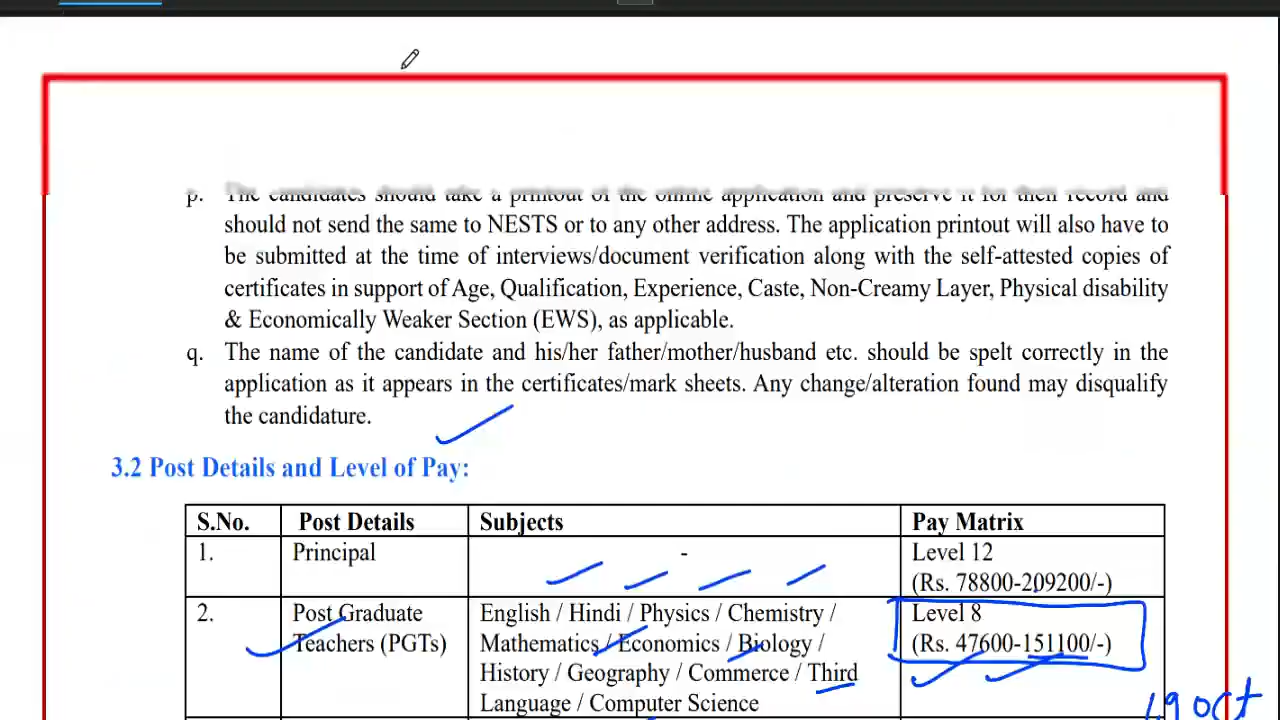 p. The candidates should take a printout of the online application and preserve it for their record and
should not send the same to NESTS or to any other address. The application printout will also have to
be submitted at the time of interviews/document verification along with the self-attested copies of
certificates in support of Age, Qualification, Experience, Caste, Non-Creamy Layer, Physical disability
& Economically Weaker Section (EWS), as applicable.
q. The name of the candidate and his/her father/mother/husband etc. should be spelt correctly in the
application as it appears in the certificates/mark sheets. Any change/alteration found may disqualify
the candidature.
3.2 Post Details and Level of Pay:
S.No. Post Details Subjects Pay Matrix
1. Principal - Level 12
(Rs. 78800-209200/-)
2. Post Graduate English / Hindi / Physics / Chemistry / Level 8
Teachers (PGTs) Mathematics / Economics / Biology / (Rs. 47600-151100/-)
History / Geography / Commerce / Third
Language / Computer Science
19 Oct